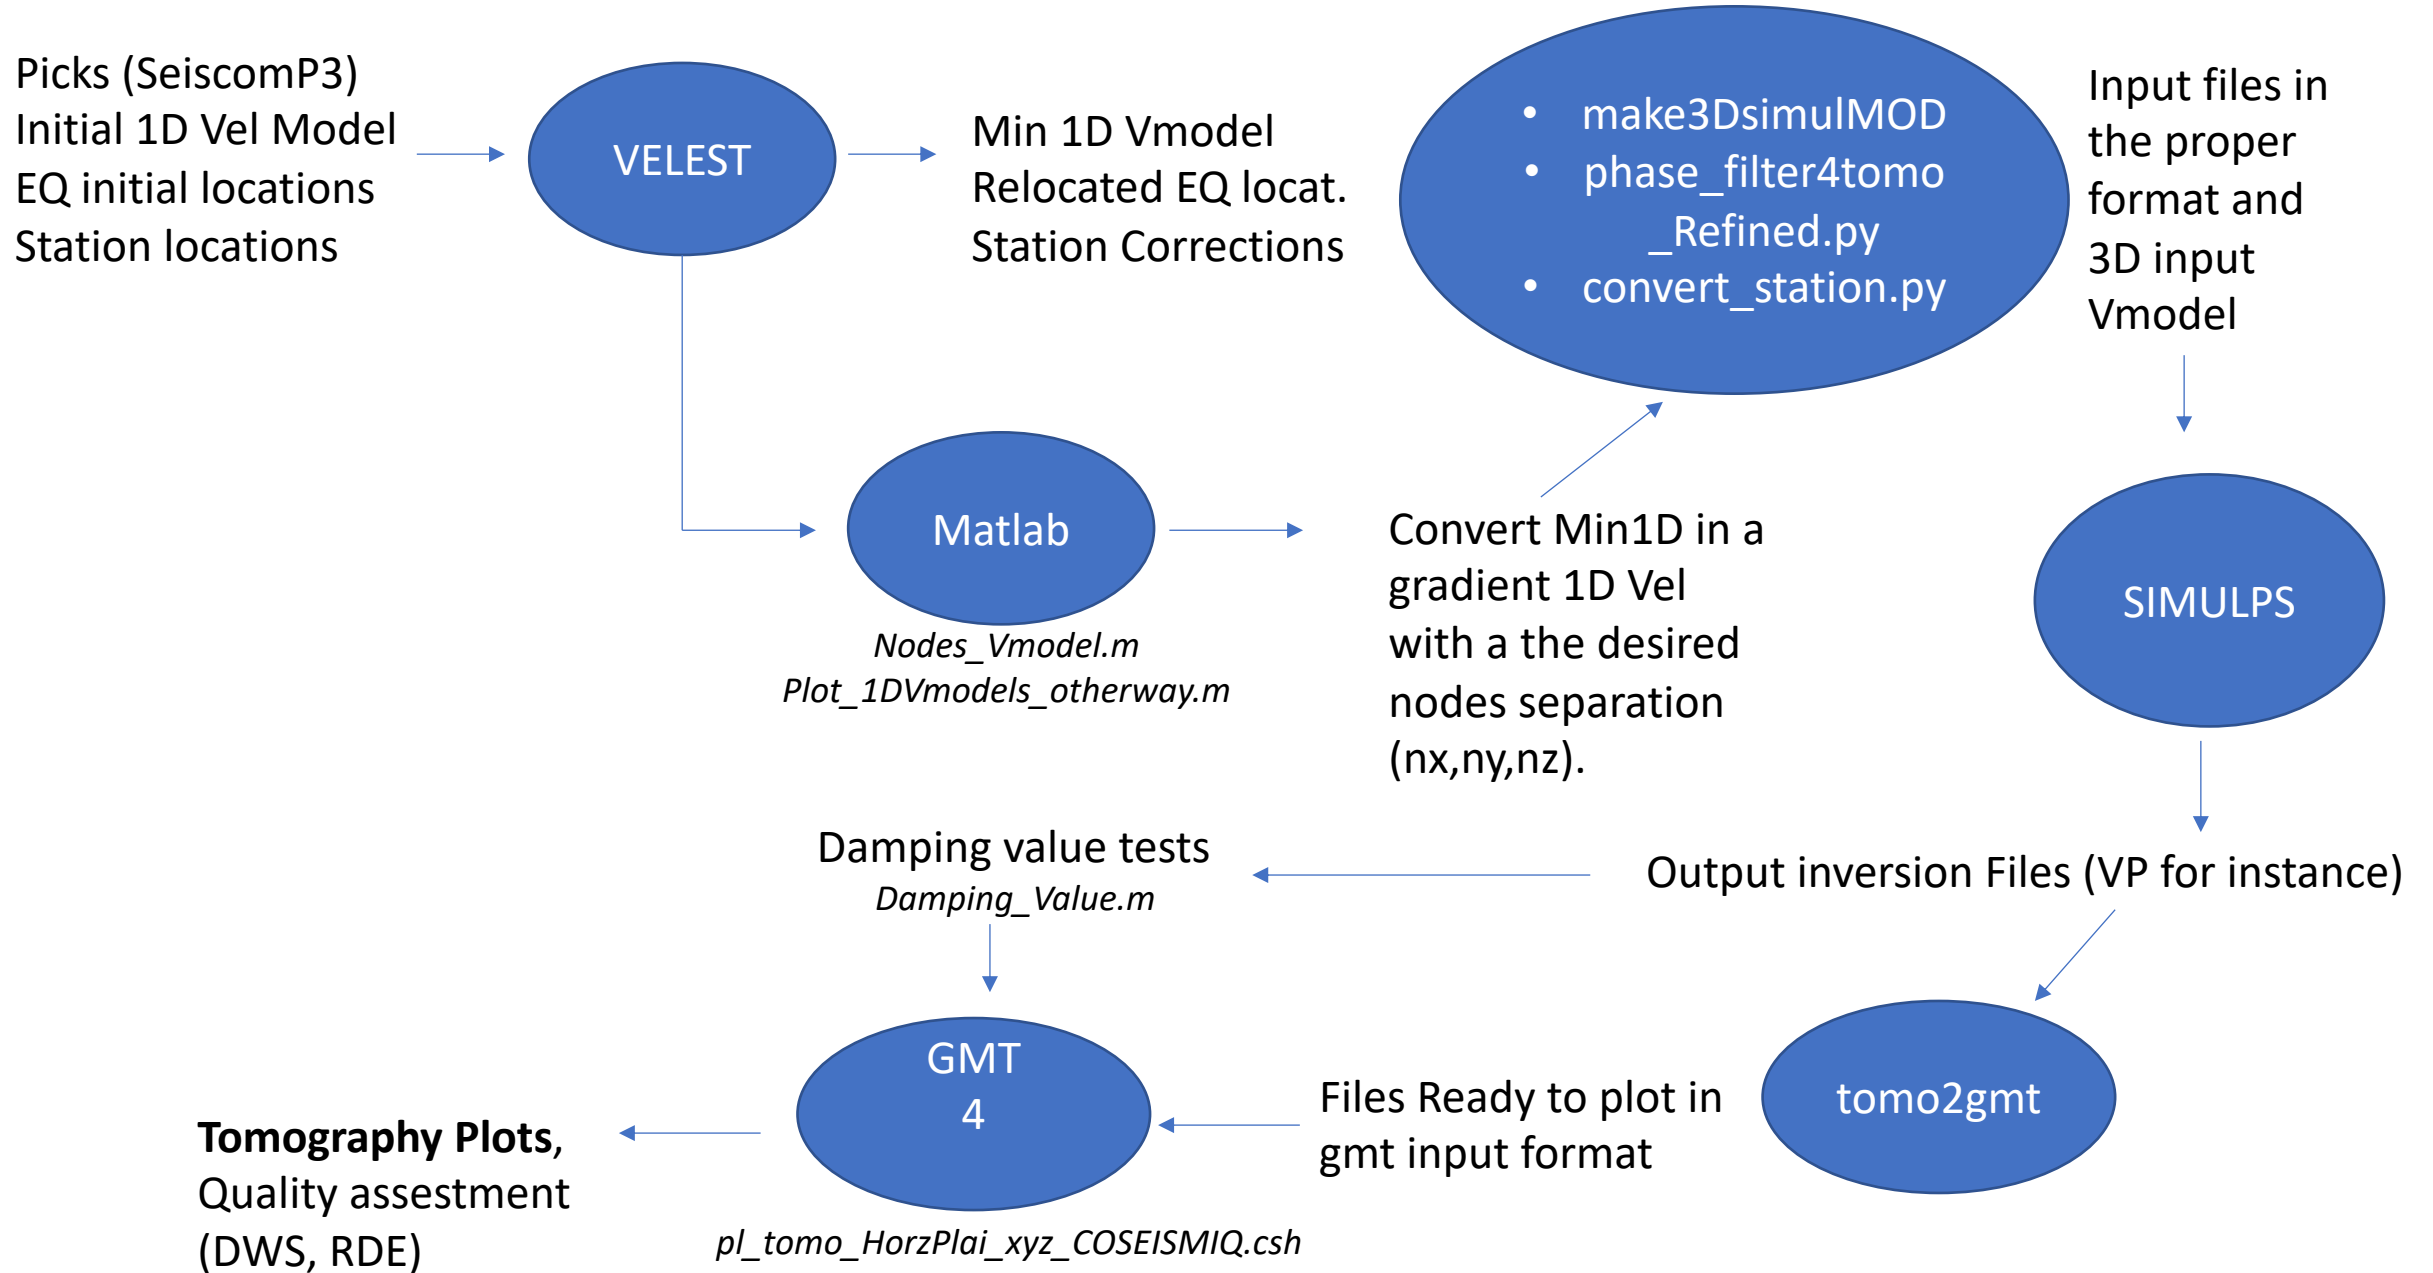 Picks (SeiscomP3)
Initial 1D Vel Model
EQ initial locations
Station locations
VELEST
Min 1D Vmodel
Relocated EQ locat.
Station Corrections
• make3DsimulMOD
• phase_filter4tomo
_Refined.py
• convert_station.py
Input files in
the proper
format and
3D input
Vmodel
Matlab
Nodes_Vmodel.m
Plot_1DVmodels_otherway.m
Convert Min1D in a
gradient 1D Vel
with a the desired
nodes separation
(nx,ny,nz).
SIMULPS
Output inversion Files (VP for instance)
Damping value tests
Damping_Value.m
tomo2gmt
Files Ready to plot in
gmt input format
GMT
4
pl_tomo_HorzPlai_xyz_COSEISMIQ.csh
Tomography Plots,
Quality assestment
(DWS, RDE)